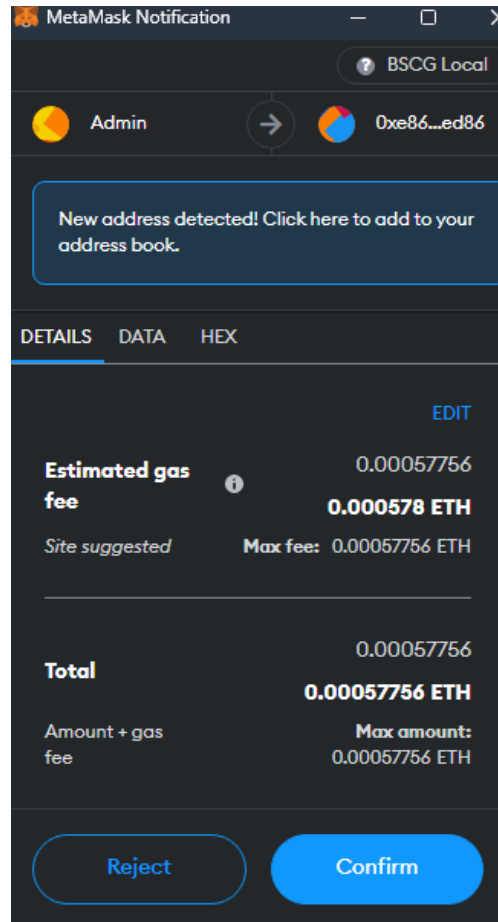 MetaMask Notification
BSCG Local
Admin
0xe86...ed86
New address detected! Click here to add to your
address book.
DETAILS DATA HEX
EDIT
Estimated gas
fee
0.00057756
0.000578 ETH
Site suggested
Max fee: 0.00057756 ETH
Total
0.00057756
0.00057756 ETH
Amount + gas
fee
Max amount:
0.00057756 ETH
Reject
Confirm